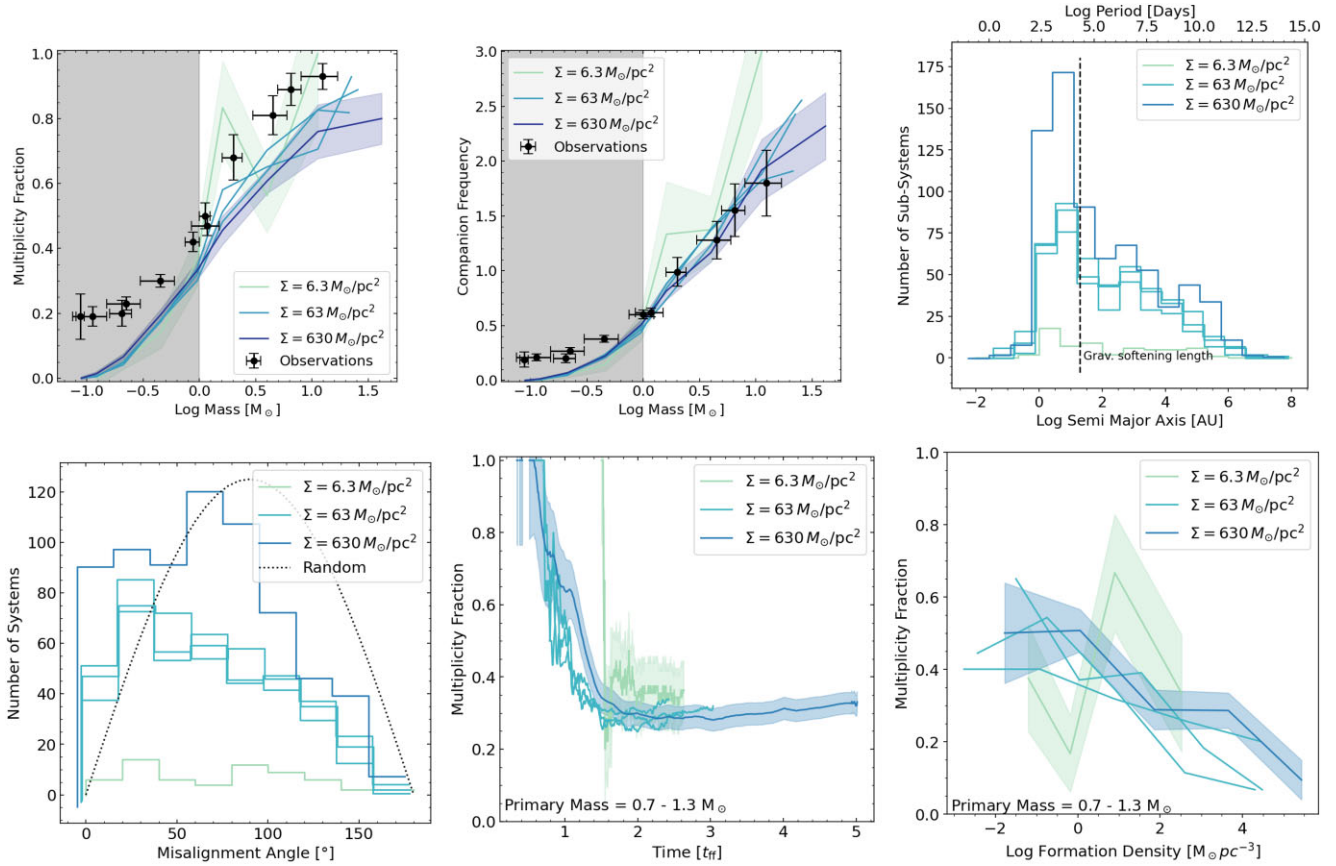 1.0
0.8
0.6
0.4
0.2
0.0
Multiplicity Fraction
Σ = 6.3 M⊙/pc²
Σ = 63 M⊙/pc²
Σ = 630 M⊙/pc²
Observations
−1.0 −0.5 0.0 0.5 1.0 1.5
Log Mass [M⊙]
3.0
2.5
2.0
1.5
1.0
0.5
0.0
Companion Frequency
Σ = 6.3 M⊙/pc²
Σ = 63 M⊙/pc²
Σ = 630 M⊙/pc²
Observations
−1.0 −0.5 0.0 0.5 1.0 1.5
Log Mass [M⊙]
Log Period [Days]
0.0 2.5 5.0 7.5 10.0 12.5 15.0
175
150
125
100
75
50
25
0
Number of Sub-Systems
Σ = 6.3 M⊙/pc²
Σ = 63 M⊙/pc²
Σ = 630 M⊙/pc²
Grav. softening length
−2 0 2 4 6 8
Log Semi Major Axis [AU]
120
100
80
60
40
20
0
Number of Systems
Σ = 6.3 M⊙/pc²
Σ = 63 M⊙/pc²
Σ = 630 M⊙/pc²
Random
0 50 100 150
Misalignment Angle [°]
1.0
0.8
0.6
0.4
0.2
0.0
Multiplicity Fraction
Σ = 6.3 M⊙/pc²
Σ = 63 M⊙/pc²
Σ = 630 M⊙/pc²
Primary Mass = 0.7 - 1.3 M⊙
1 2 3 4 5
Time [tff]
1.0
0.8
0.6
0.4
0.2
0.0
Multiplicity Fraction
Σ = 6.3 M⊙/pc²
Σ = 63 M⊙/pc²
Σ = 630 M⊙/pc²
Primary Mass = 0.7 - 1.3 M⊙
−2 0 2 4
Log Formation Density [M⊙pc⁻³]